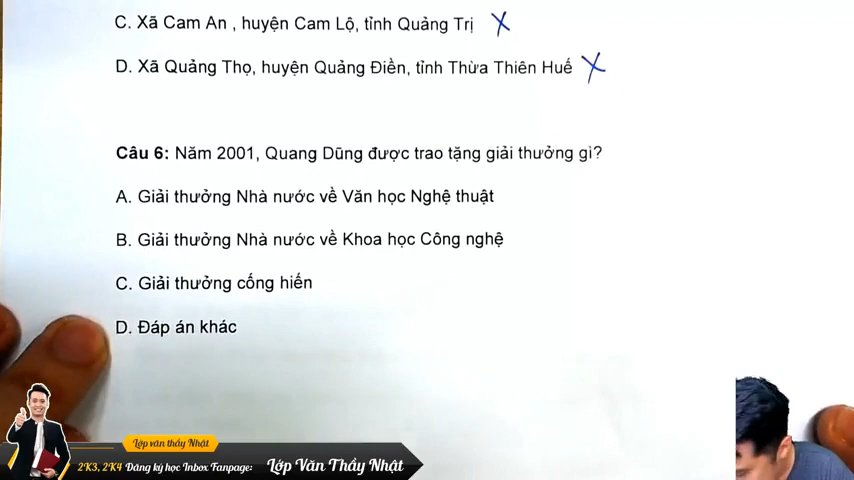 C. Xã Cam An , huyện Cam Lộ, tỉnh Quảng Trị X
D. Xã Quảng Thọ, huyện Quảng Điền, tỉnh Thừa Thiên Huế X
Câu 6: Năm 2001, Quang Dũng được trao tặng giải thưởng gì?
A. Giải thưởng Nhà nước về Văn học Nghệ thuật
B. Giải thưởng Nhà nước về Khoa học Công nghệ
C. Giải thưởng cống hiến
D. Đáp án khác
Lớp văn thầy Nhật
2K3, 2K4 Đăng ký học Inbox Fanpage: Lớp Văn Thầy Nhật